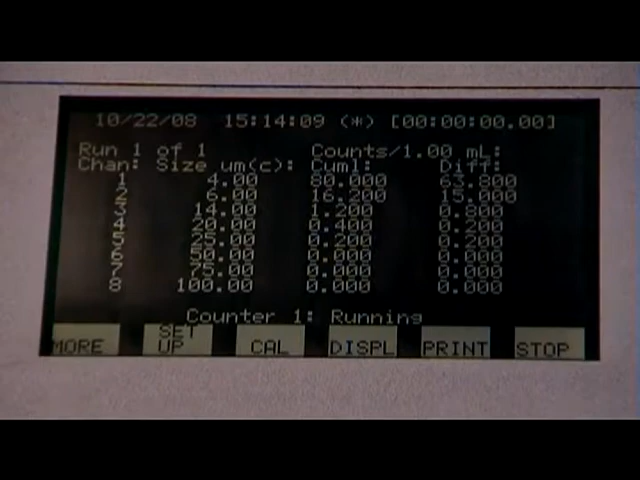 10/22/08 15:14:09 (*) [00:00:00.00]
Run 1 of 1 Counts/1.00 mL:
Chan: Size um(c): Cuml: Diff:
1 4.00 80.000 63.800
2 6.00 16.200 15.000
3 14.00 1.200 0.800
4 20.00 0.400 0.200
5 25.00 0.200 0.200
6 50.00 0.000 0.000
7 75.00 0.000 0.000
8 100.00 0.000 0.000
Counter 1: Running
MORE SET UP CAL DISPL PRINT STOP